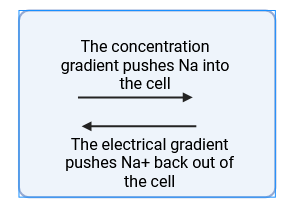 The concentration
gradient pushes Na into
the cell
The electrical gradient
pushes Na+ back out of
the cell